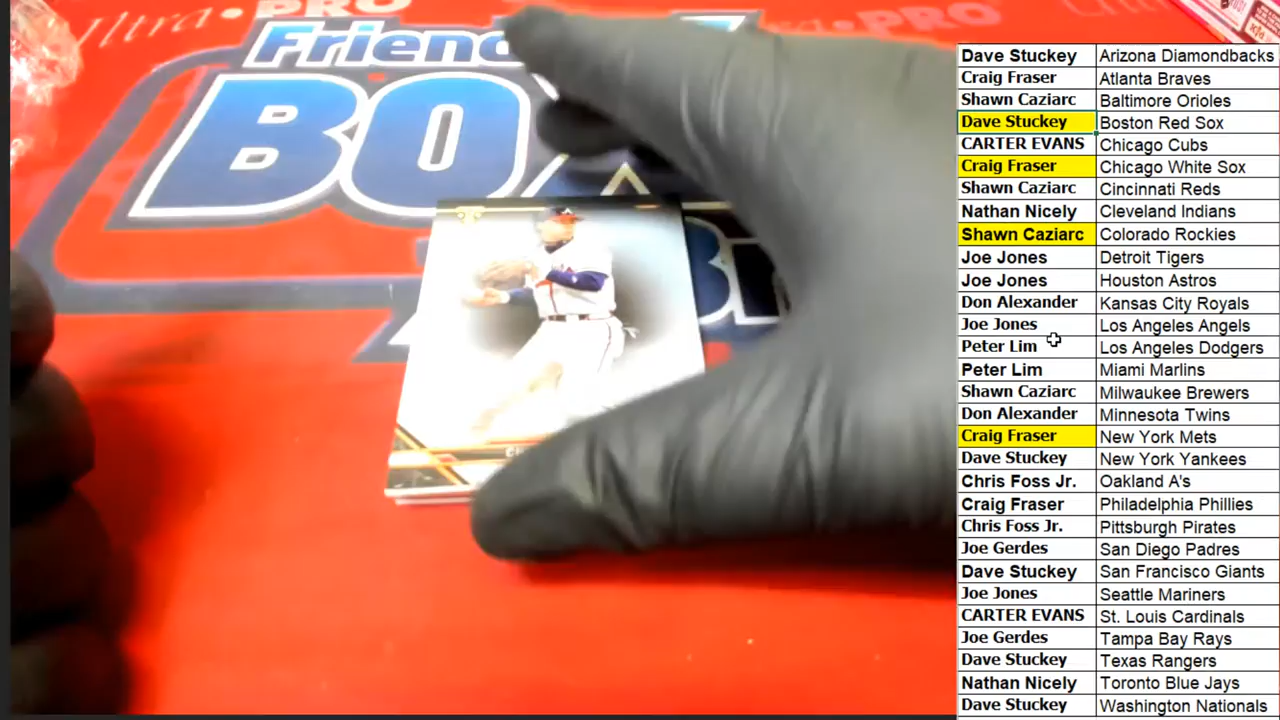 Ultra·PRO
PRO
Friend
BO
Dave Stuckey Arizona Diamondbacks
Craig Fraser Atlanta Braves
Shawn Caziarc Baltimore Orioles
Dave Stuckey Boston Red Sox
CARTER EVANS Chicago Cubs
Craig Fraser Chicago White Sox
Shawn Caziarc Cincinnati Reds
Nathan Nicely Cleveland Indians
Shawn Caziarc Colorado Rockies
Joe Jones Detroit Tigers
Joe Jones Houston Astros
Don Alexander Kansas City Royals
Joe Jones Los Angeles Angels
Peter Lim Los Angeles Dodgers
Peter Lim Miami Marlins
Shawn Caziarc Milwaukee Brewers
Don Alexander Minnesota Twins
Craig Fraser New York Mets
Dave Stuckey New York Yankees
Chris Foss Jr. Oakland A's
Craig Fraser Philadelphia Phillies
Chris Foss Jr. Pittsburgh Pirates
Joe Gerdes San Diego Padres
Dave Stuckey San Francisco Giants
Joe Jones Seattle Mariners
CARTER EVANS St. Louis Cardinals
Joe Gerdes Tampa Bay Rays
Dave Stuckey Texas Rangers
Nathan Nicely Toronto Blue Jays
Dave Stuckey Washington Nationals